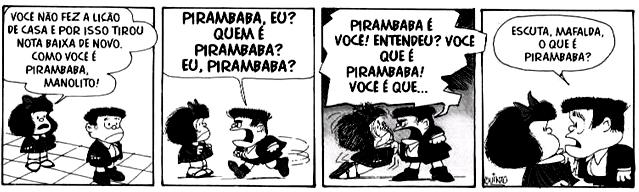 VOCÊ NÃO FEZ A LIÇÃO
DE CASA E POR ISSO TIROU
NOTA BAIXA DE NOVO.
COMO VOCÊ É
PIRAMBABA,
MANOLITO!
PIRAMBABA, EU?
QUEM É
PIRAMBABA?
EU, PIRAMBABA?
PIRAMBABA É
VOCE! ENTENDEU? VOCE
QUE É
PIRAMBABA!
VOCE É QUE...
ESCUTA, MAFALDA,
O QUE É
PIRAMBABA?
QUINO